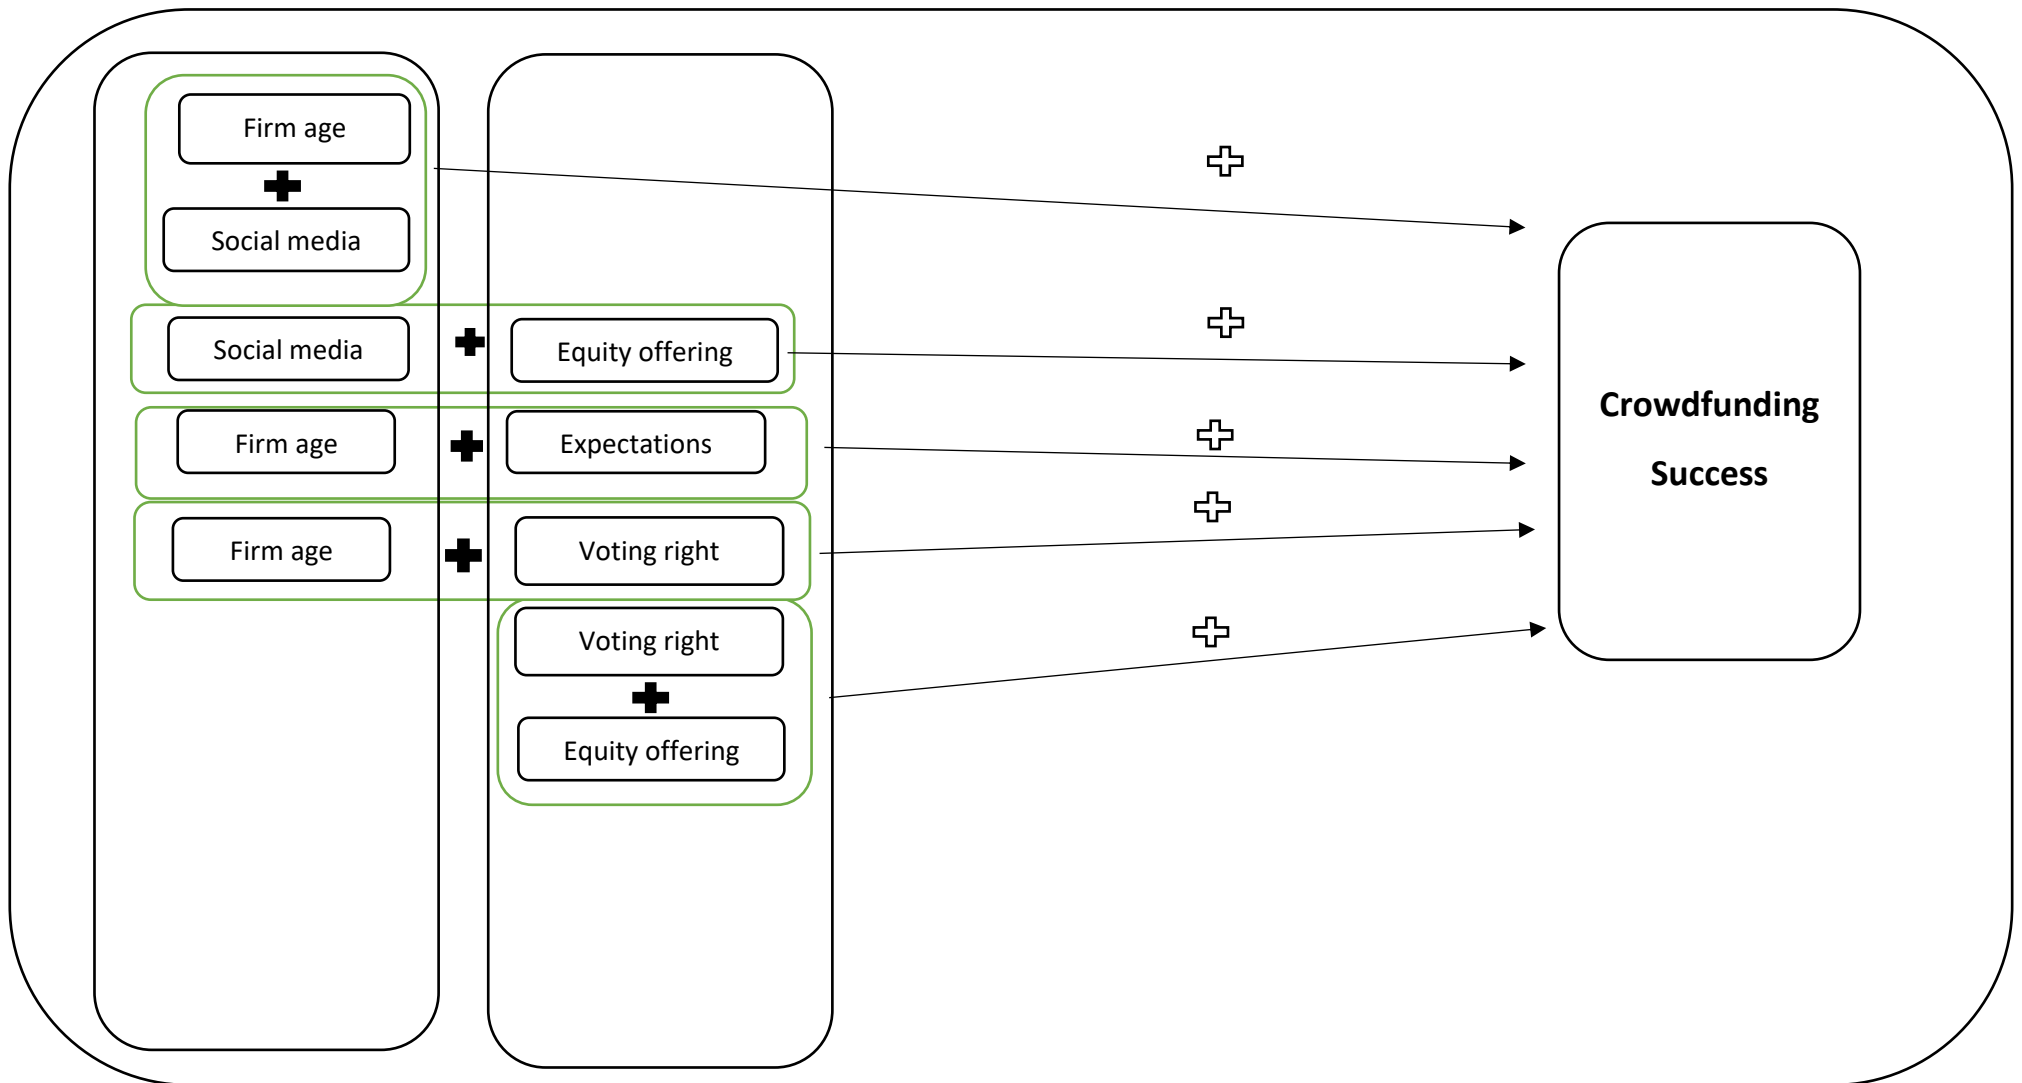 Firm age
Social media
Social media
Equity offering
Firm age
Expectations
Firm age
Voting right
Voting right
Equity offering
Crowdfunding
Success